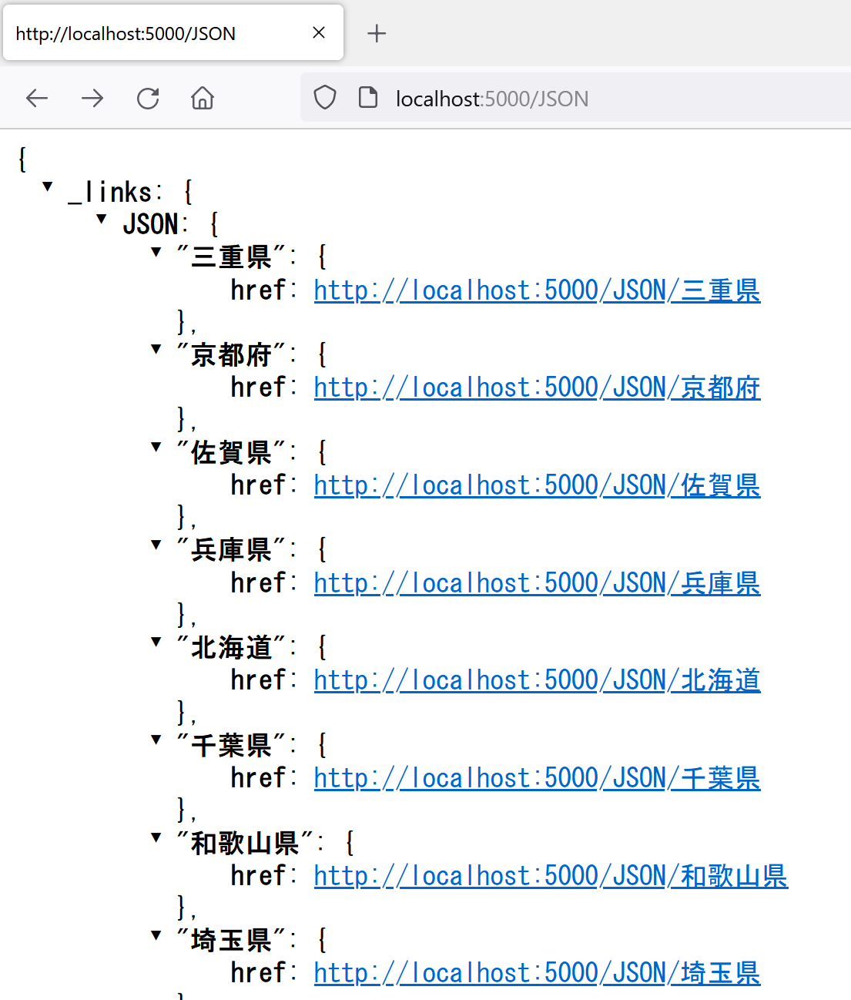 http://localhost:5000/JSON
localhost:5000/JSON
{
_links: {
JSON: {
"三重県": {
href: http://localhost:5000/JSON/三重県
},
"京都府": {
href: http://localhost:5000/JSON/京都府
},
"佐賀県": {
href: http://localhost:5000/JSON/佐賀県
},
"兵庫県": {
href: http://localhost:5000/JSON/兵庫県
},
"北海道": {
href: http://localhost:5000/JSON/北海道
},
"千葉県": {
href: http://localhost:5000/JSON/千葉県
},
"和歌山県": {
href: http://localhost:5000/JSON/和歌山県
},
"埼玉県": {
href: http://localhost:5000/JSON/埼玉県